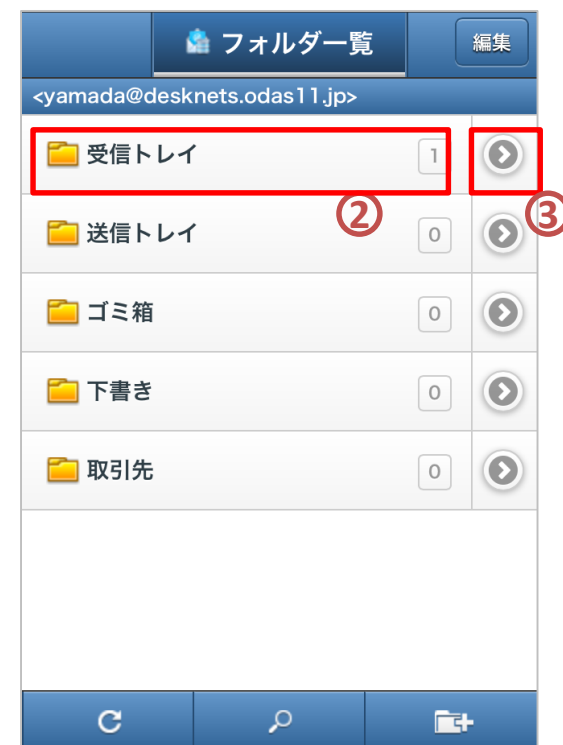 フォルダー覧 編集
<yamada@desknets.odas11.jp>
受信トレイ 1
② ③
送信トレイ 0
ゴミ箱 0
下書き 0
取引先 0